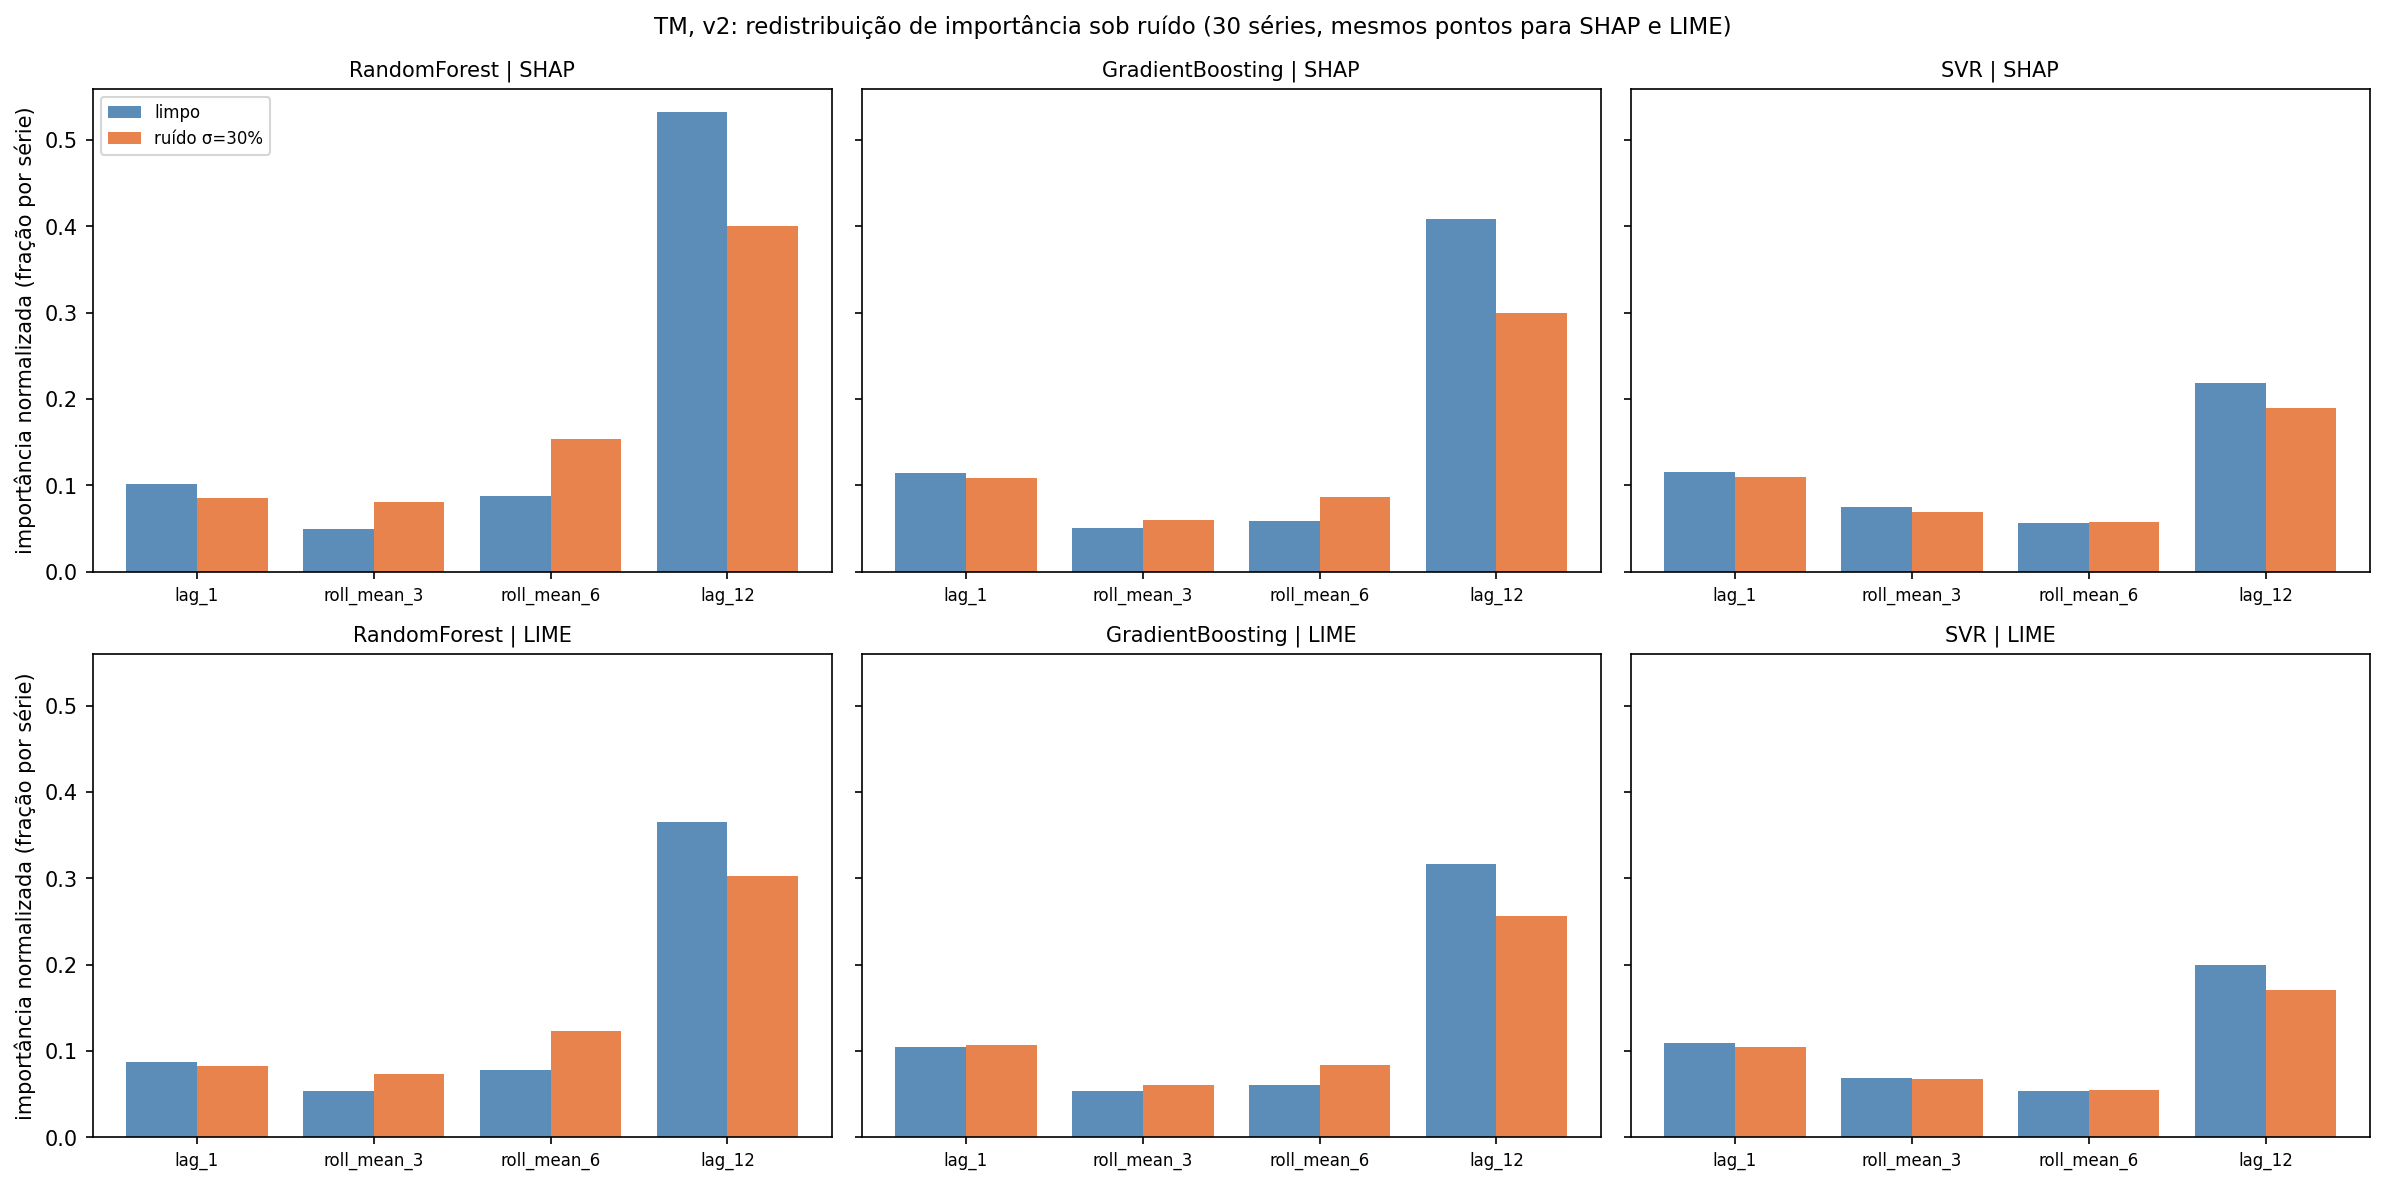 TM, v2: redistribuição de importância sob ruído (30 séries, mesmos pontos para SHAP e LIME)
RandomForest | SHAP
GradientBoosting | SHAP
SVR | SHAP
importância normalizada (fração por série)
limpo
ruído σ=30%
0.5
0.4
0.3
0.2
0.1
0.0
lag_1 roll_mean_3 roll_mean_6 lag_12
lag_1 roll_mean_3 roll_mean_6 lag_12
lag_1 roll_mean_3 roll_mean_6 lag_12
RandomForest | LIME
GradientBoosting | LIME
SVR | LIME
importância normalizada (fração por série)
0.5
0.4
0.3
0.2
0.1
0.0
lag_1 roll_mean_3 roll_mean_6 lag_12
lag_1 roll_mean_3 roll_mean_6 lag_12
lag_1 roll_mean_3 roll_mean_6 lag_12